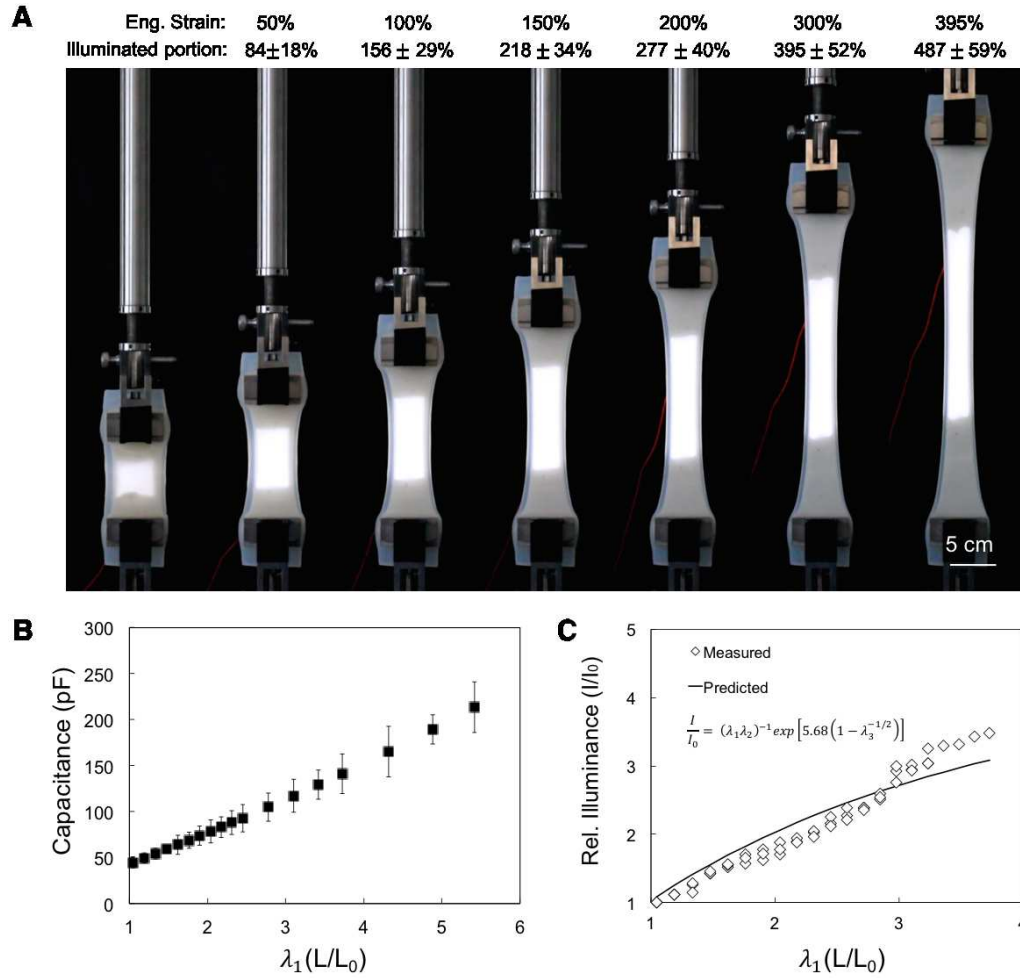 A
Eng. Strain: 50% 100% 150% 200% 300% 395%
Illuminated portion: 84±18% 156 ± 29% 218 ± 34% 277 ± 40% 395 ± 52% 487 ± 59%
5 cm
B
300
250
200
150
100
50
0
1 2 3 4 5 6
Capacitance (pF)
λ₁(L/L₀)
C
5
4
3
2
1
1 2 3 4
Rel. Illuminance (I/I₀)
Measured
Predicted
I/I₀ = (λ₁λ₂)⁻¹exp[5.68(1 − λ₃⁻¹/²)]
λ₁(L/L₀)